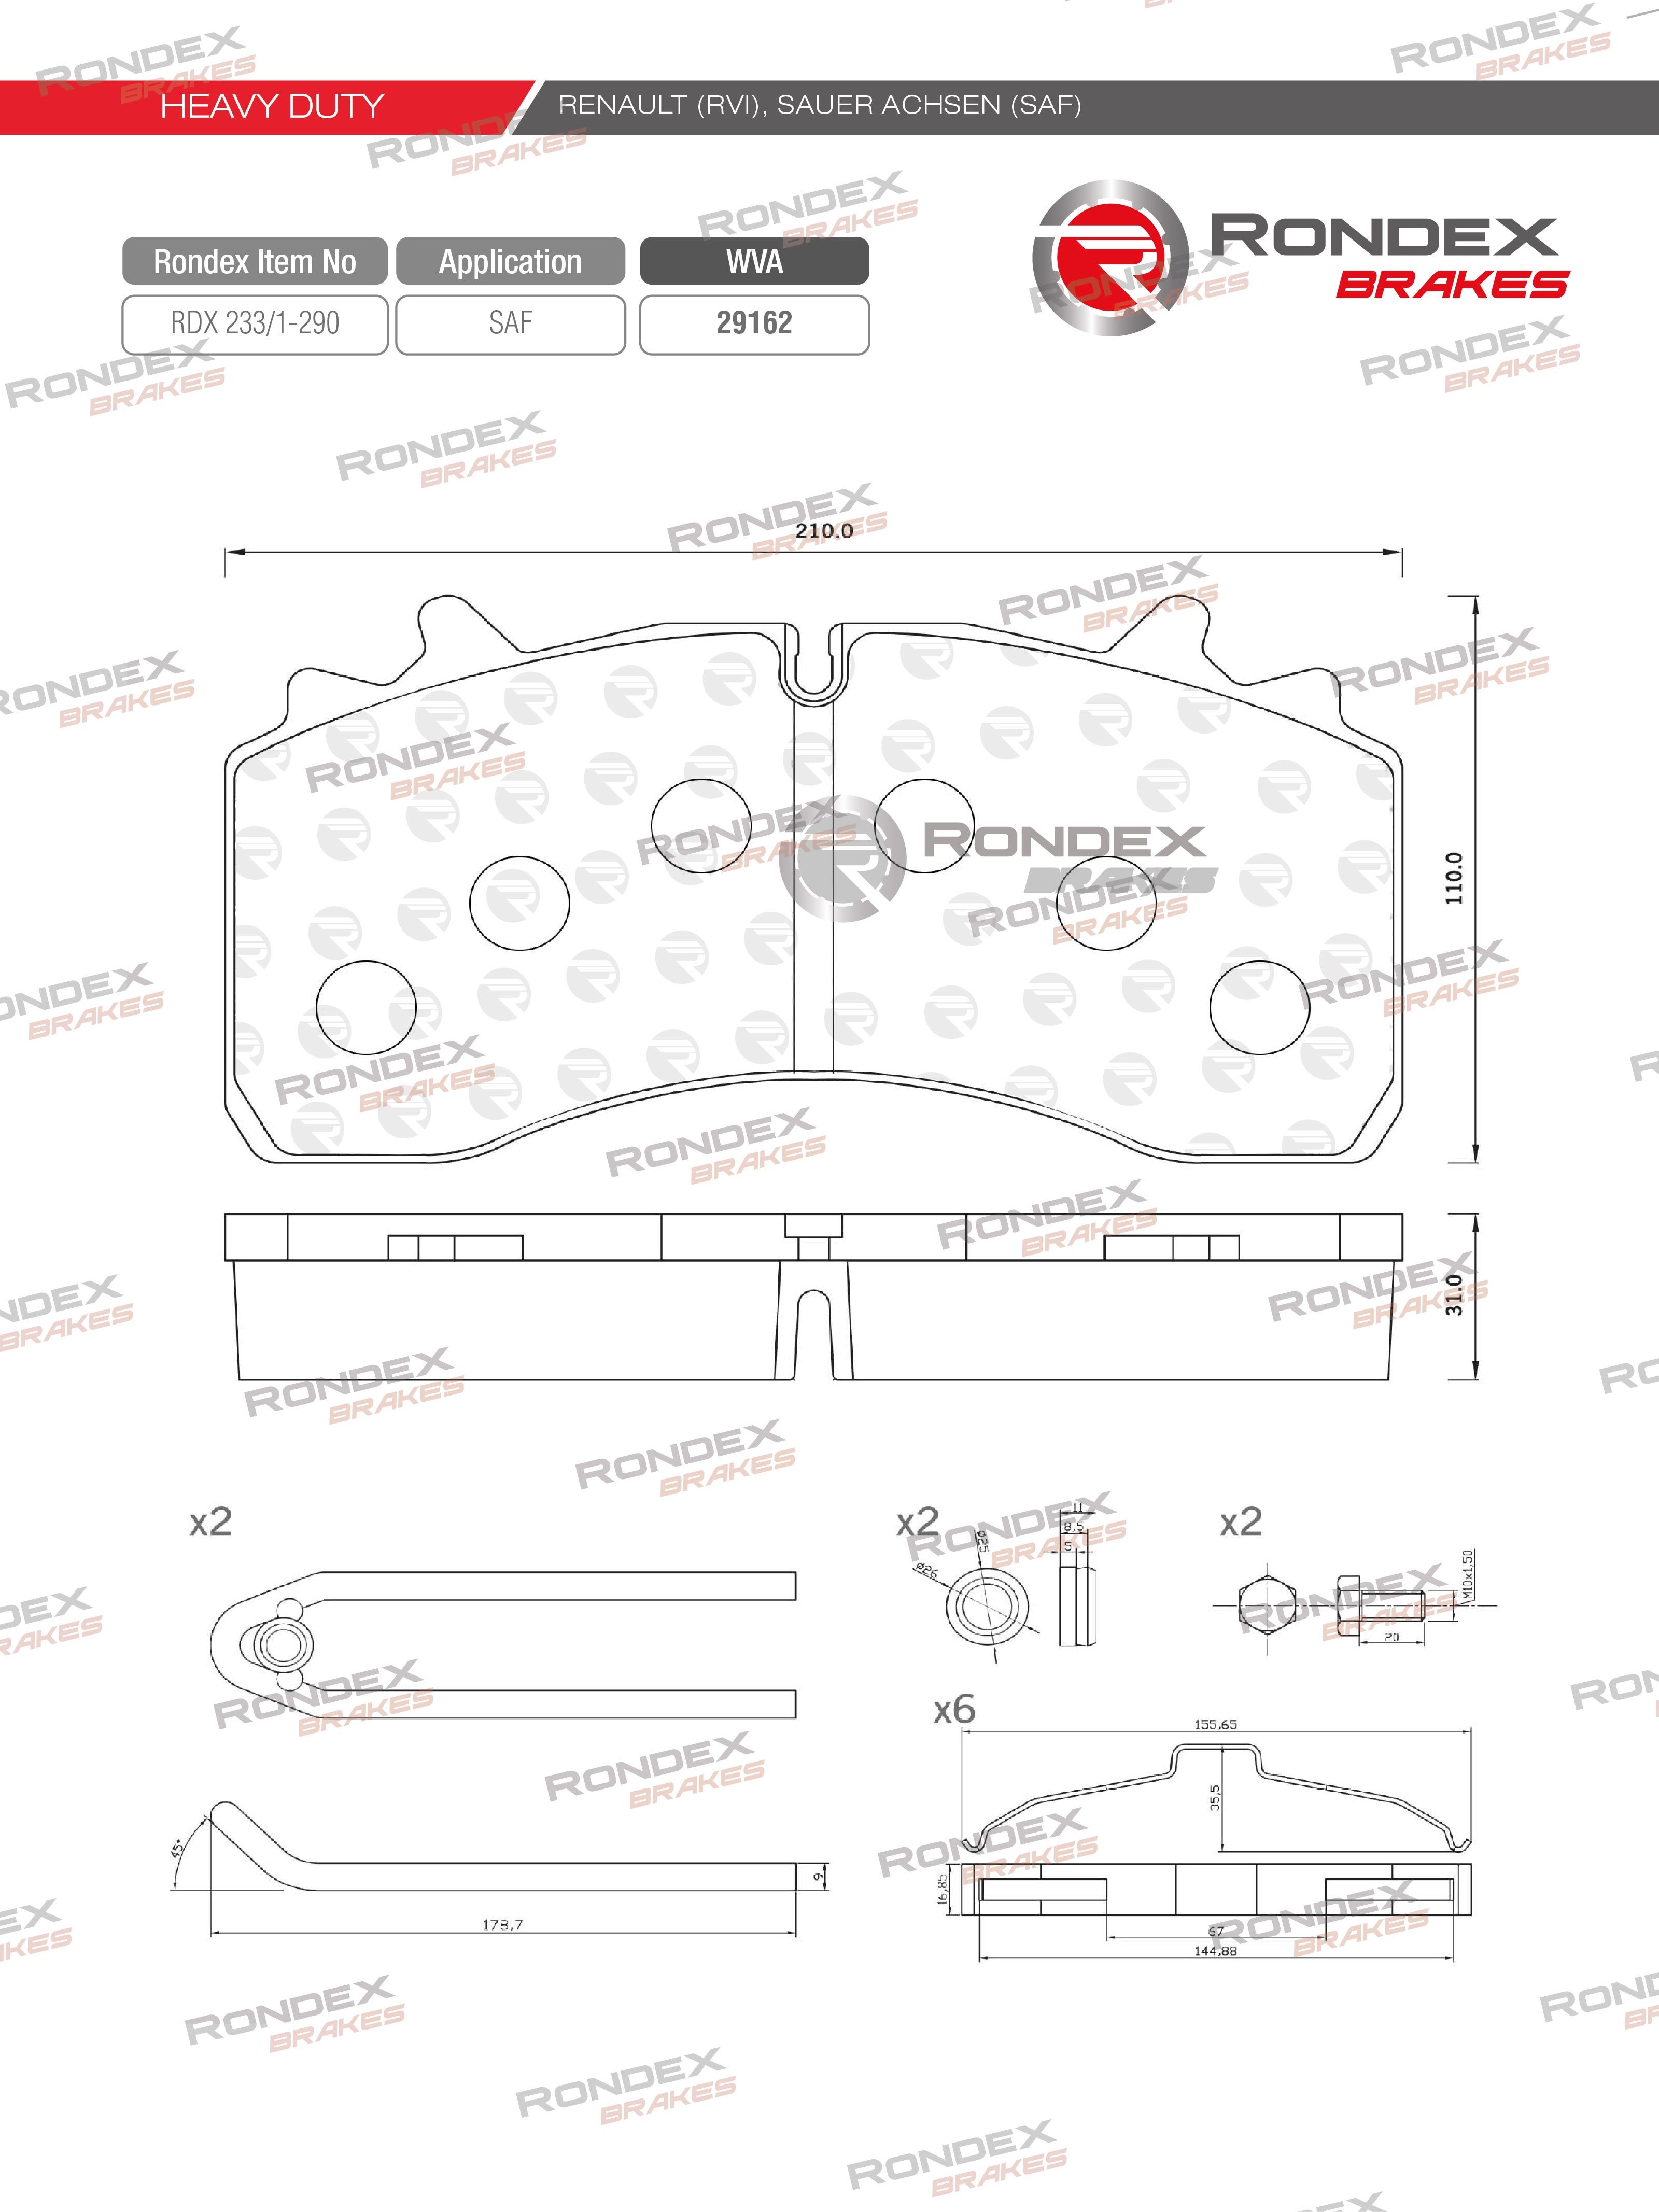 HEAVY DUTY
RENAULT (RVI), SAUER ACHSEN (SAF)
Rondex Item No Application WVA
RDX 233/1-290 SAF 29162
RONDEX
BRAKES
210.0
110.0
RONDEX
BRAKES
31.0
x2
x2
11
8,5
5
ø25
ø26
x2
M10x1,50
20
x6
155,65
35,5
45°
9
178,7
16,85
67
144,88